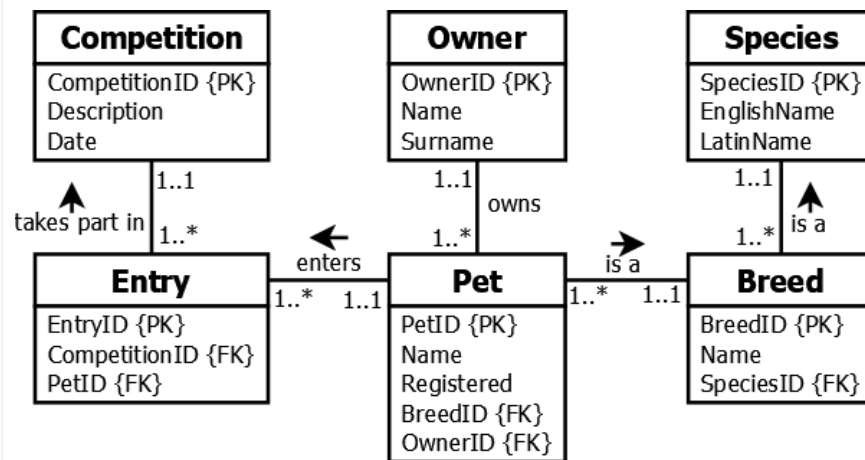 Competition
CompetitionID {PK}
Description
Date
Owner
OwnerID {PK}
Name
Surname
Species
SpeciesID {PK}
EnglishName
LatinName
1..1
takes part in
1..*
1..1
owns
1..*
1..1
is a
1..*
Entry
EntryID {PK}
CompetitionID {FK}
PetID {FK}
enters
1..*
1..1
Pet
PetID {PK}
Name
Registered
BreedID {FK}
OwnerID {FK}
is a
1..*
1..1
Breed
BreedID {PK}
Name
SpeciesID {FK}